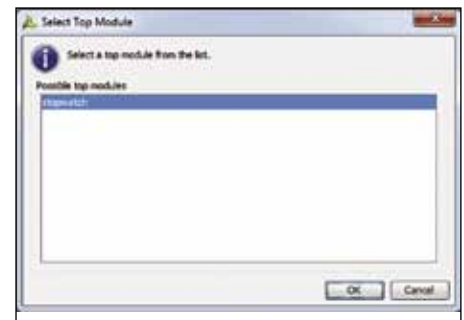 Select Top Module
Select a top module from the list.
Possible top modules
stopwatch
OK
Cancel